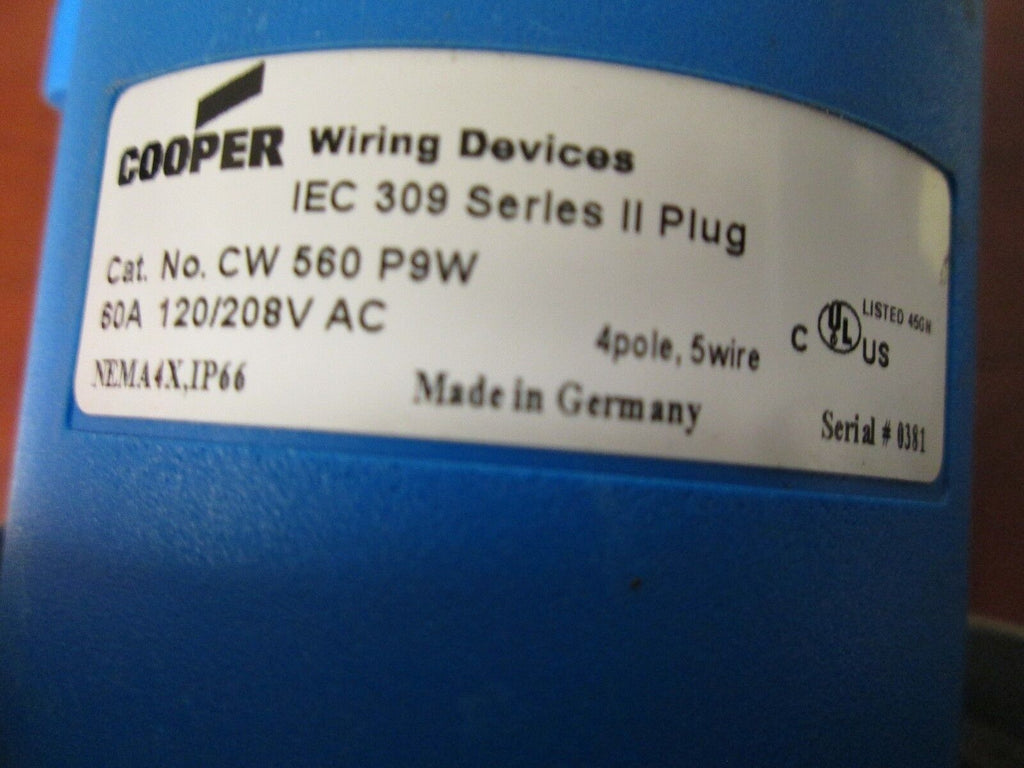 COOPER Wiring Devices
IEC 309 Series II Plug
Cat. No. CW 560 P9W
60A 120/208V AC
4pole, 5wire
C UL US
LISTED 45GH
NEMA4X,IP66
Made in Germany
Serial # 0381